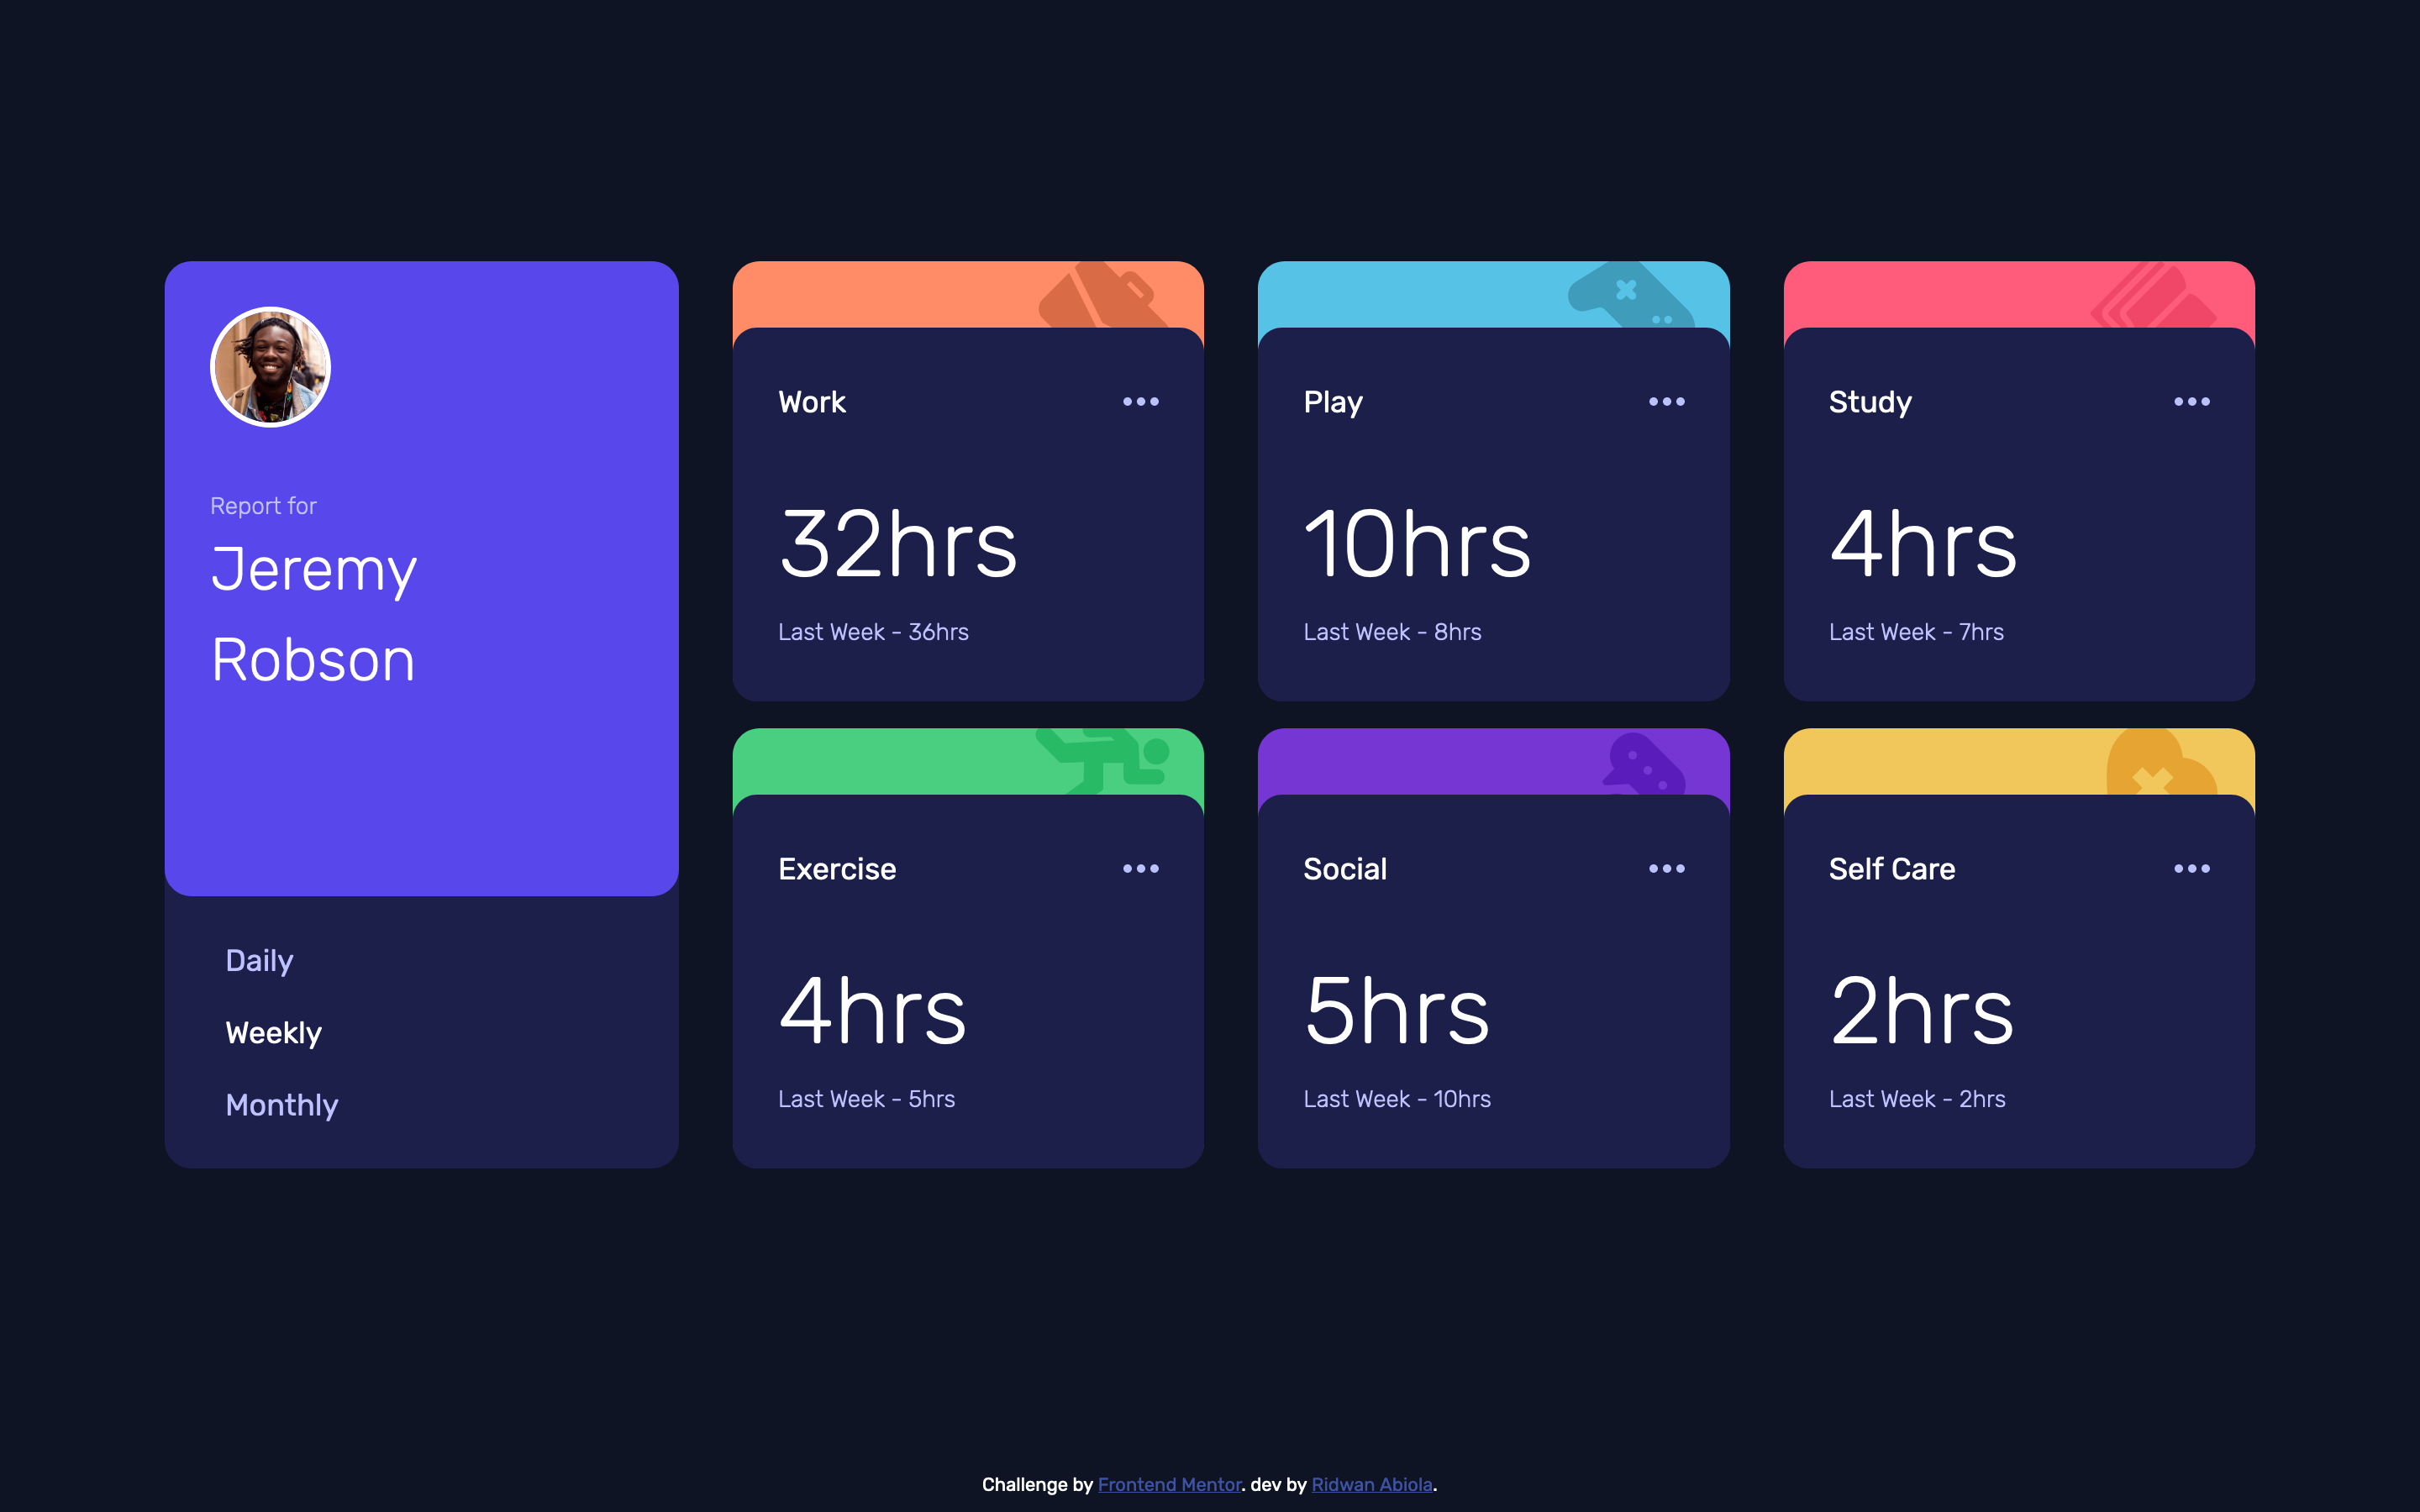 Report for
Jeremy
Robson
Daily
Weekly
Monthly
Work
32hrs
Last Week - 36hrs
Play
10hrs
Last Week - 8hrs
Study
4hrs
Last Week - 7hrs
Exercise
4hrs
Last Week - 5hrs
Social
5hrs
Last Week - 10hrs
Self Care
2hrs
Last Week - 2hrs
Challenge by Frontend Mentor. dev by Ridwan Abiola.